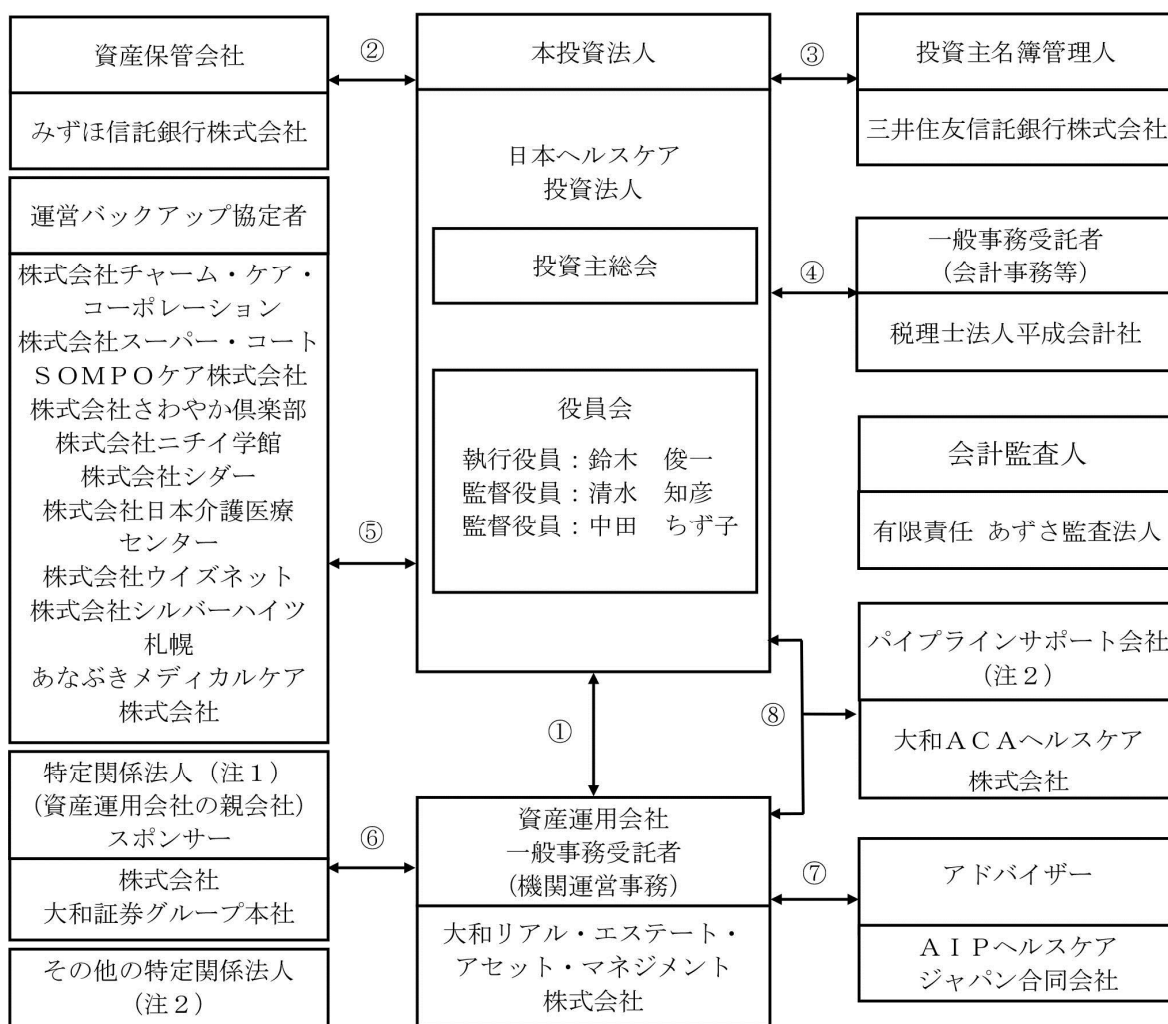 資産保管会社
みずほ信託銀行株式会社
②
本投資法人
日本ヘルスケア
投資法人
投資主総会
役員会
執行役員：鈴木　俊一
監督役員：清水　知彦
監督役員：中田　ちず子
③
投資主名簿管理人
三井住友信託銀行株式会社
運営バックアップ協定者
株式会社チャーム・ケア・
コーポレーション
株式会社スーパー・コート
ＳＯＭＰＯケア株式会社
株式会社さわやか倶楽部
株式会社ニチイ学館
株式会社シダー
株式会社日本介護医療
センター
株式会社ウイズネット
株式会社シルバーハイツ
札幌
あなぶきメディカルケア
株式会社
⑤
④
一般事務受託者
（会計事務等）
税理士法人平成会計社
会計監査人
有限責任 あずさ監査法人
⑧
パイプラインサポート会社
（注２）
大和ＡＣＡヘルスケア
株式会社
①
特定関係法人（注１）
（資産運用会社の親会社）
スポンサー
株式会社
大和証券グループ本社
⑥
資産運用会社
一般事務受託者
（機関運営事務）
大和リアル・エステート・
アセット・マネジメント
株式会社
⑦
アドバイザー
ＡＩＰヘルスケア
ジャパン合同会社
その他の特定関係法人
（注２）